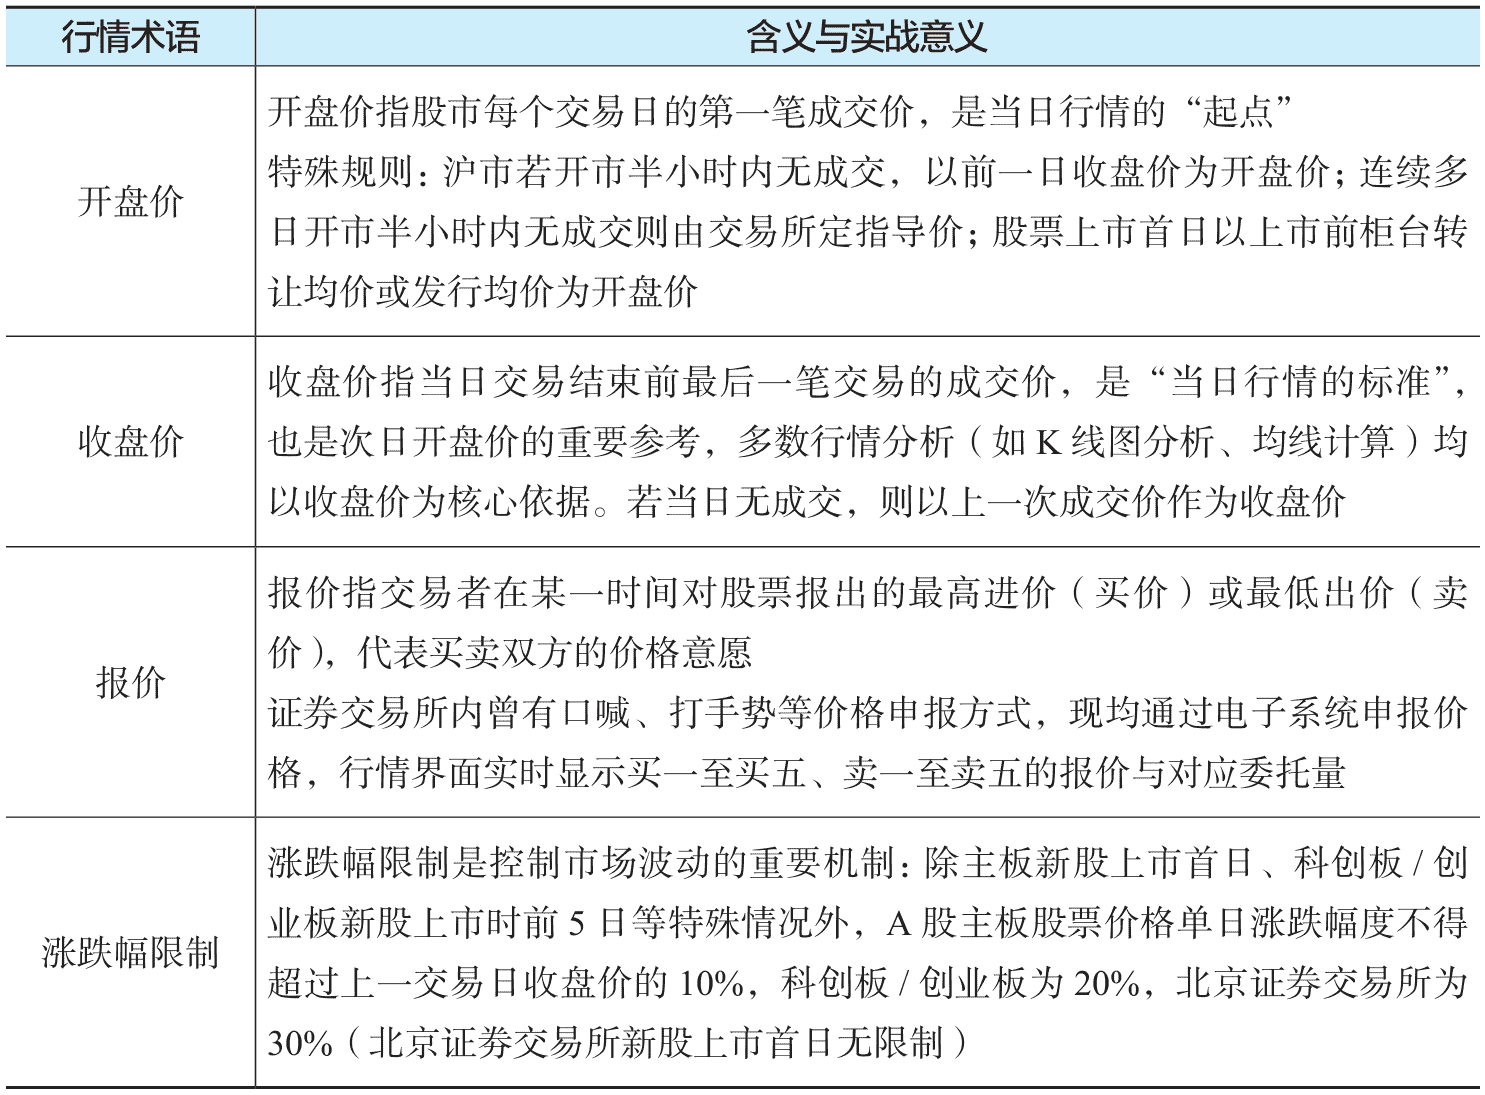 行情术语
含义与实战意义
开盘价
开盘价指股市每个交易日的第一笔成交价，是当日行情的“起点”
特殊规则：沪市若开市半小时内无成交，以前一日收盘价为开盘价；连续多
日开市半小时内无成交则由交易所定指导价；股票上市首日以上市前柜台转
让均价或发行均价为开盘价
收盘价
收盘价指当日交易结束前最后一笔交易的成交价，是“当日行情的标准”，
也是次日开盘价的重要参考，多数行情分析（如 K 线图分析、均线计算）均
以收盘价为核心依据。若当日无成交，则以上一次成交价作为收盘价
报价
报价指交易者在某一时间对股票报出的最高进价（买价）或最低出价（卖
价），代表买卖双方的价格意愿
证券交易所内曾有口喊、打手势等价格申报方式，现均通过电子系统申报价
格，行情界面实时显示买一至买五、卖一至卖五的报价与对应委托量
涨跌幅限制
涨跌幅限制是控制市场波动的重要机制：除主板新股上市首日、科创板 / 创
业板新股上市时前 5 日等特殊情况外，A 股主板股票价格单日涨跌幅度不得
超过上一交易日收盘价的 10%，科创板 / 创业板为 20%，北京证券交易所为
30%（北京证券交易所新股上市首日无限制）